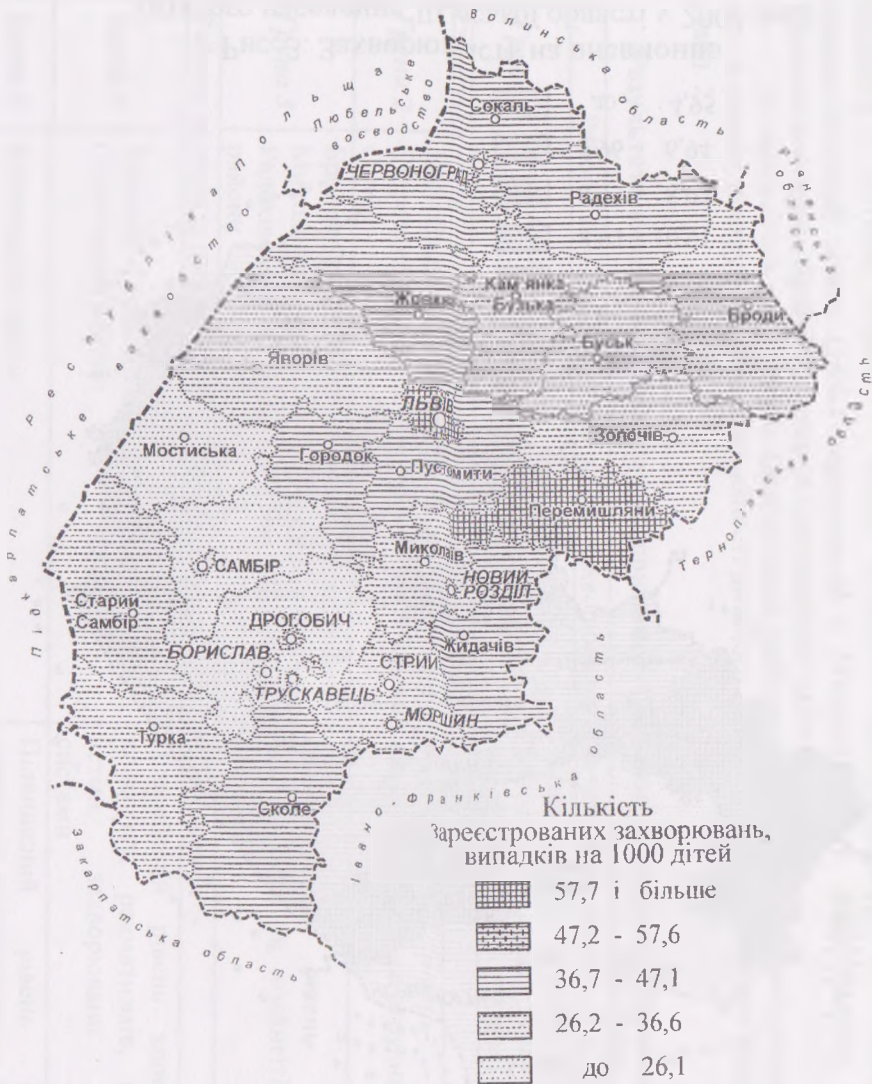 Волинська область
Республіка Польща
Люблельське воєводство
Підкарпатське воєводство
Рівненська область
Сокаль
ЧЕРВОНОГРАД
Радехів
Кам'янка
Бузька
Жовква
Броди
Буськ
Яворів
ЛЬВІВ
Золочів
Мостиська
Городок
Пустомити
Перемишляни
Тернопільська область
САМБІР
Миколаїв
НОВИЙ
РОЗДІЛ
Старий
Самбір
ДРОГОБИЧ
БОРИСЛАВ
Жидачів
СТРИЙ
ТРУСКАВЕЦЬ
МОРШИН
Турка
Сколе
Івано-Франківська область
Закарпатська область
Кількість
зареєстрованих захворювань,
випадків на 1000 дітей
57,7 і більше
47,2 - 57,6
36,7 - 47,1
26,2 - 36,6
до 26,1